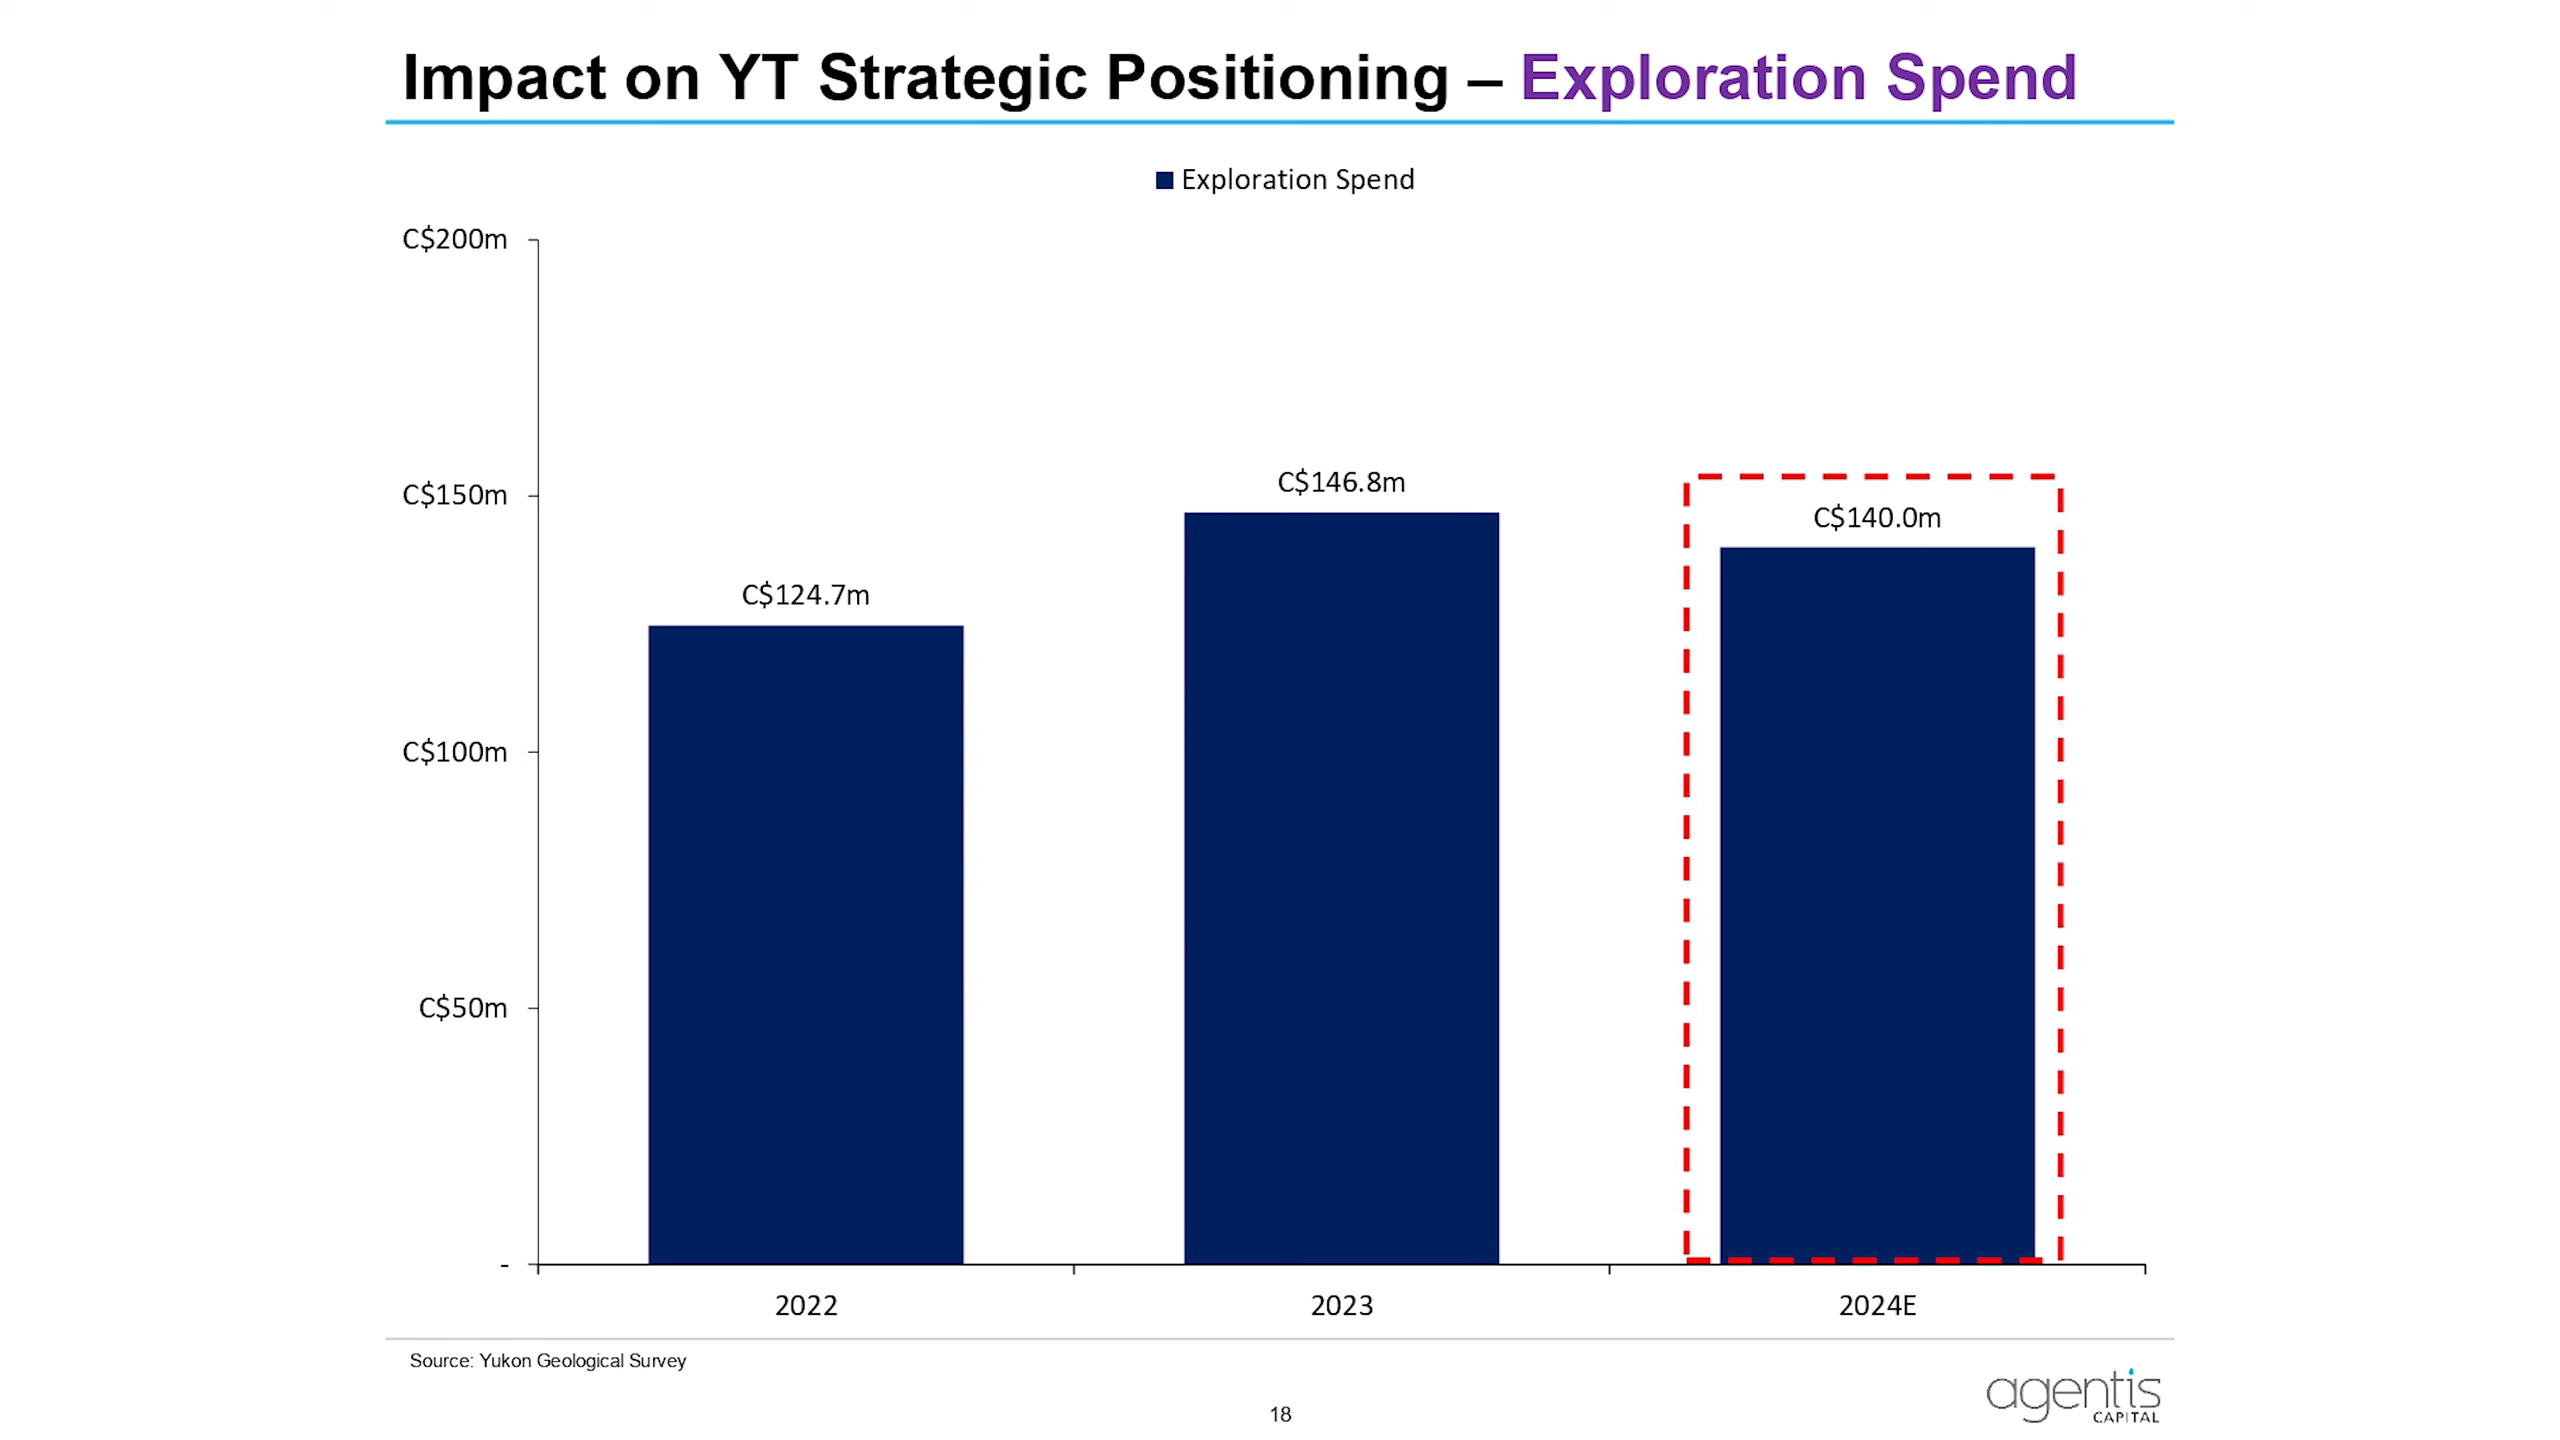 Impact on YT Strategic Positioning – Exploration Spend
Exploration Spend
C$200m
C$150m
C$100m
C$50m
-
C$124.7m
C$146.8m
C$140.0m
2022
2023
2024E
Source: Yukon Geological Survey
18
agentis
CAPITAL